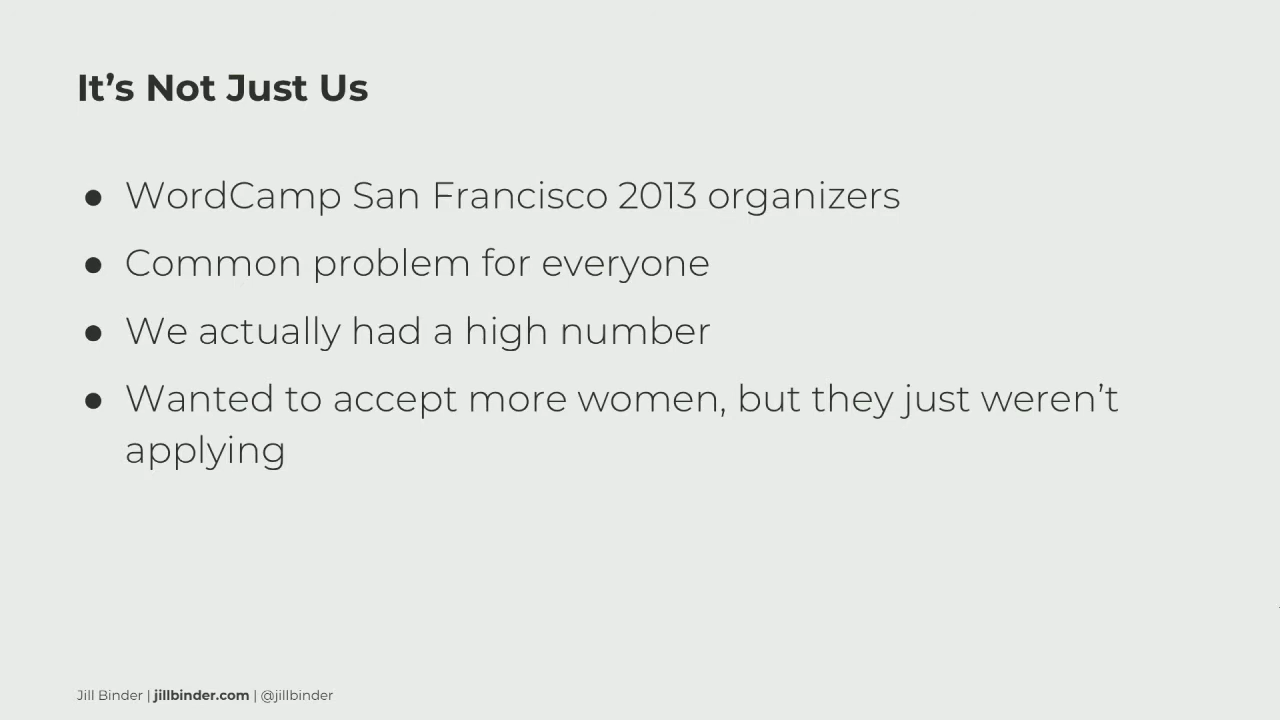 It’s Not Just Us
● WordCamp San Francisco 2013 organizers
● Common problem for everyone
● We actually had a high number
● Wanted to accept more women, but they just weren’t
applying
Jill Binder | jillbinder.com | @jillbinder